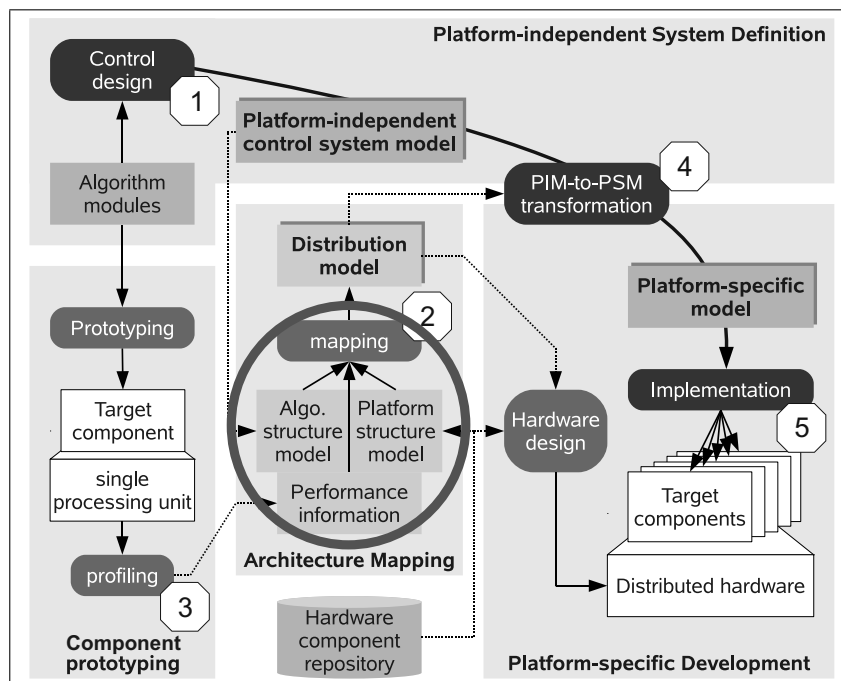 Platform-independent System Definition
Control
design
1
Platform-independent
control system model
4
PIM-to-PSM
transformation
Algorithm
modules
Distribution
model
Platform-specific
model
2
Prototyping
mapping
Implementation
5
Target
component
Algo.
structure
model
Platform
structure
model
Hardware
design
single
processing unit
Performance
information
Target
components
profiling
3
Architecture Mapping
Distributed hardware
Hardware
component
repository
Component
prototyping
Platform-specific Development